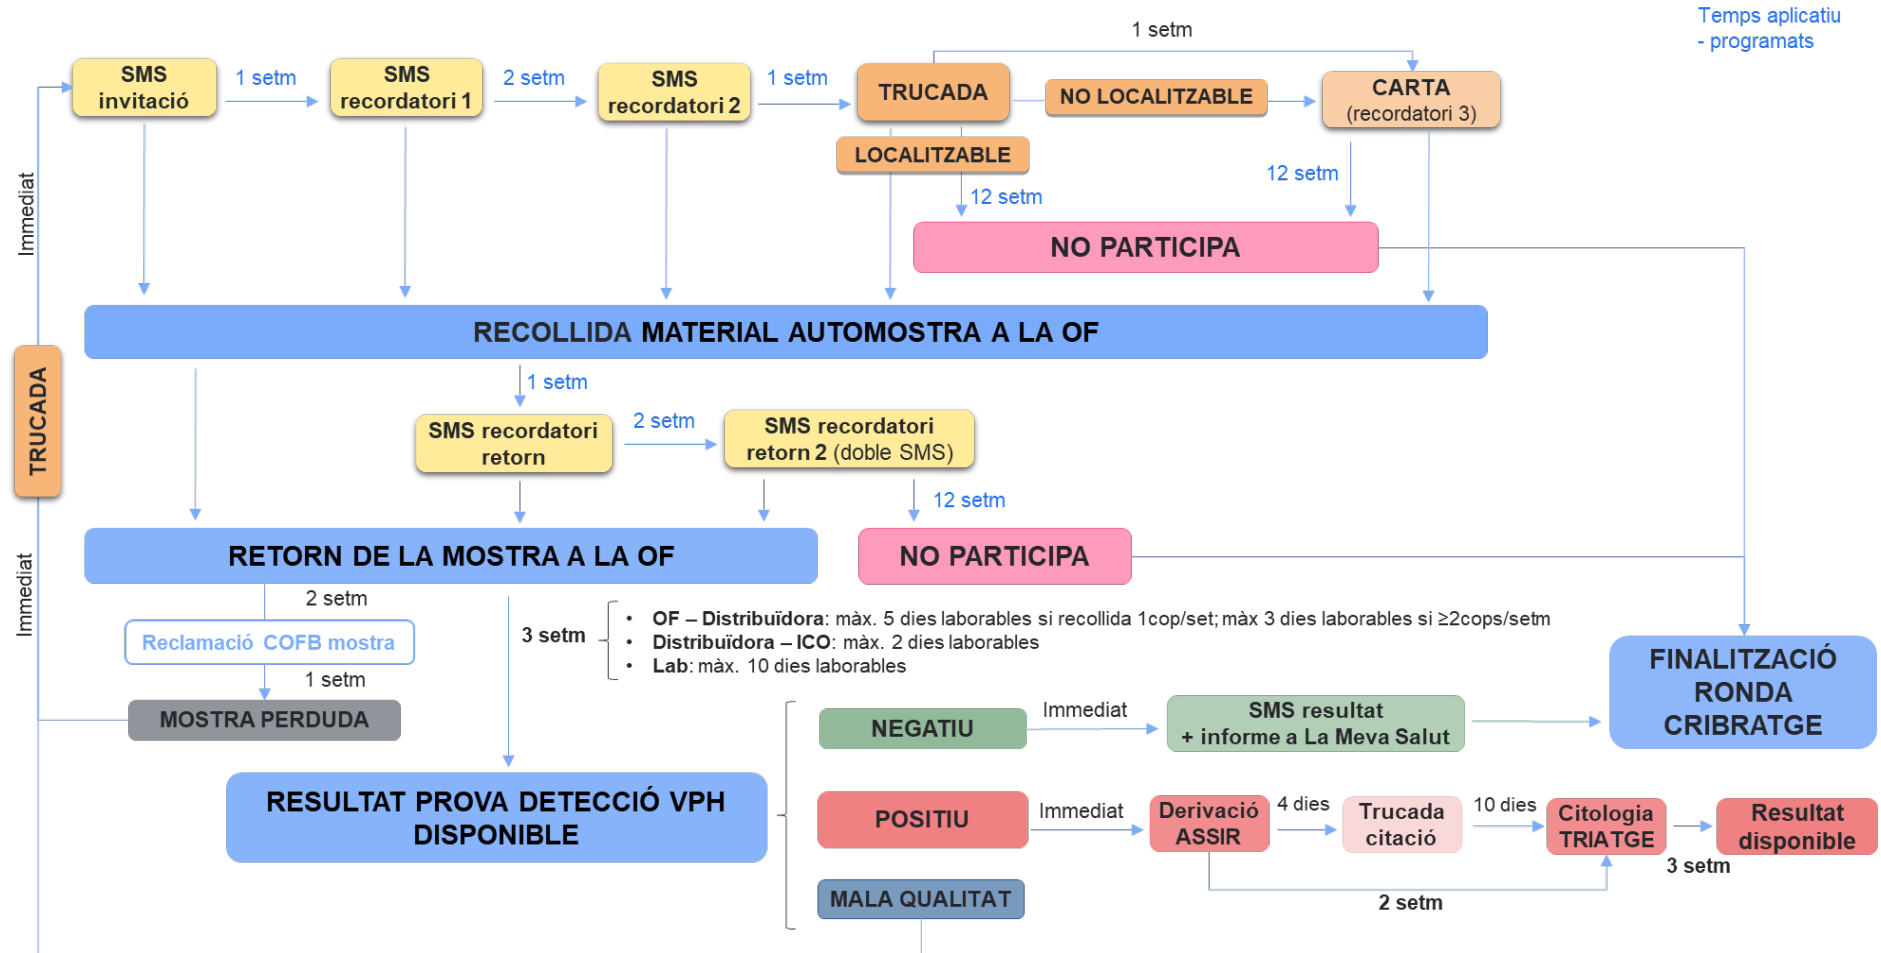 Temps aplicatiu
- programats
1 setm
SMS
invitació
1 setm
SMS
recordatori 1
2 setm
SMS
recordatori 2
1 setm
TRUCADA
NO LOCALITZABLE
CARTA
(recordatori 3)
LOCALITZABLE
12 setm
12 setm
Immediat
NO PARTICIPA
RECOLLIDA MATERIAL AUTOMOSTRA A LA OF
TRUCADA
1 setm
SMS recordatori
retorn
2 setm
SMS recordatori
retorn 2 (doble SMS)
12 setm
RETORN DE LA MOSTRA A LA OF
NO PARTICIPA
Immediat
2 setm
Reclamació COFB mostra
1 setm
MOSTRA PERDUDA
3 setm
• OF – Distribuïdora: màx. 5 dies laborables si recollida 1cop/set; màx 3 dies laborables si ≥2cops/setm
• Distribuïdora – ICO: màx. 2 dies laborables
• Lab: màx. 10 dies laborables
FINALITZACIÓ
RONDA
CRIBRATGE
RESULTAT PROVA DETECCIÓ VPH
DISPONIBLE
NEGATIU
Immediat
SMS resultat
+ informe a La Meva Salut
POSITIU
Immediat
Derivació
ASSIR
4 dies
Trucada
citació
10 dies
Citologia
TRIATGE
3 setm
Resultat
disponible
2 setm
MALA QUALITAT